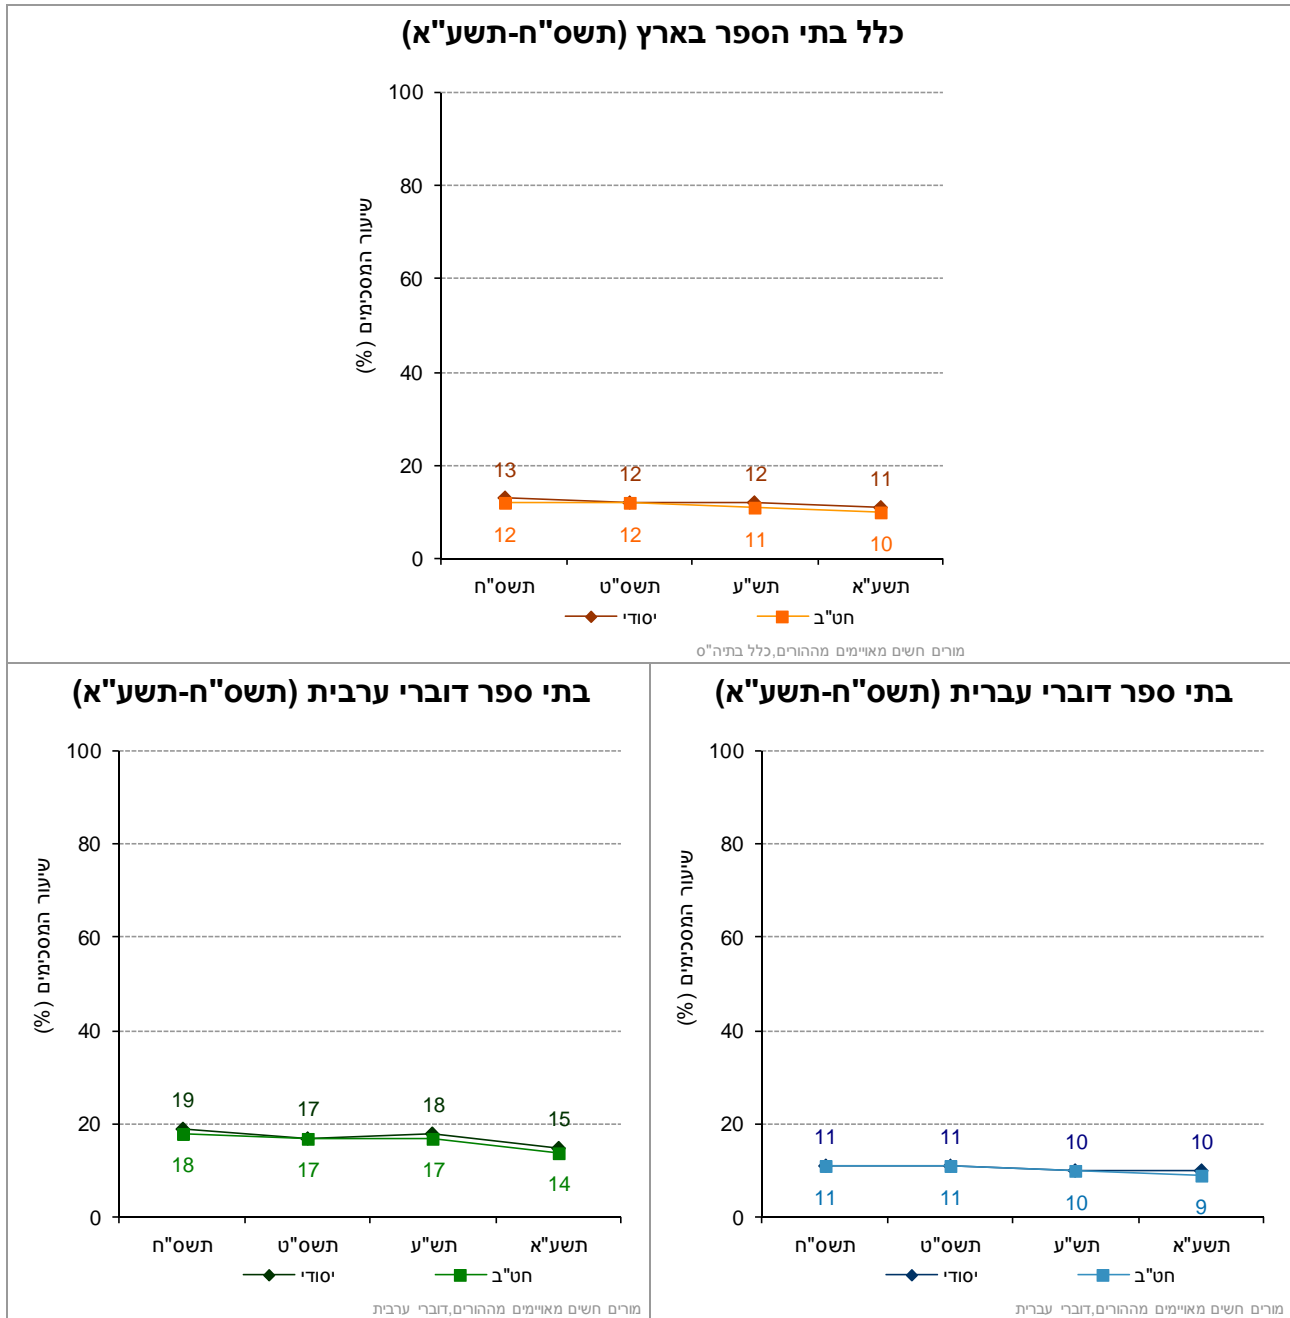 כלל בתי הספר בארץ (תשס"ח-תשע"א)
שיעור המסכימים (%)
100
80
60
40
20
0
13 12 12 11
12 12 11 10
תשס"ח תשס"ט תש"ע תשע"א
יסודי חט"ב
מורים חשים מאויימים מההורים,כלל בתיה"ס
בתי ספר דוברי עברית (תשס"ח-תשע"א)
שיעור המסכימים (%)
100
80
60
40
20
0
11 11 10 10
11 11 10 9
תשס"ח תשס"ט תש"ע תשע"א
יסודי חט"ב
מורים חשים מאויימים מההורים,דוברי עברית
בתי ספר דוברי ערבית (תשס"ח-תשע"א)
שיעור המסכימים (%)
100
80
60
40
20
0
19 17 18 15
18 17 17 14
תשס"ח תשס"ט תש"ע תשע"א
יסודי חט"ב
מורים חשים מאויימים מההורים,דוברי ערבית